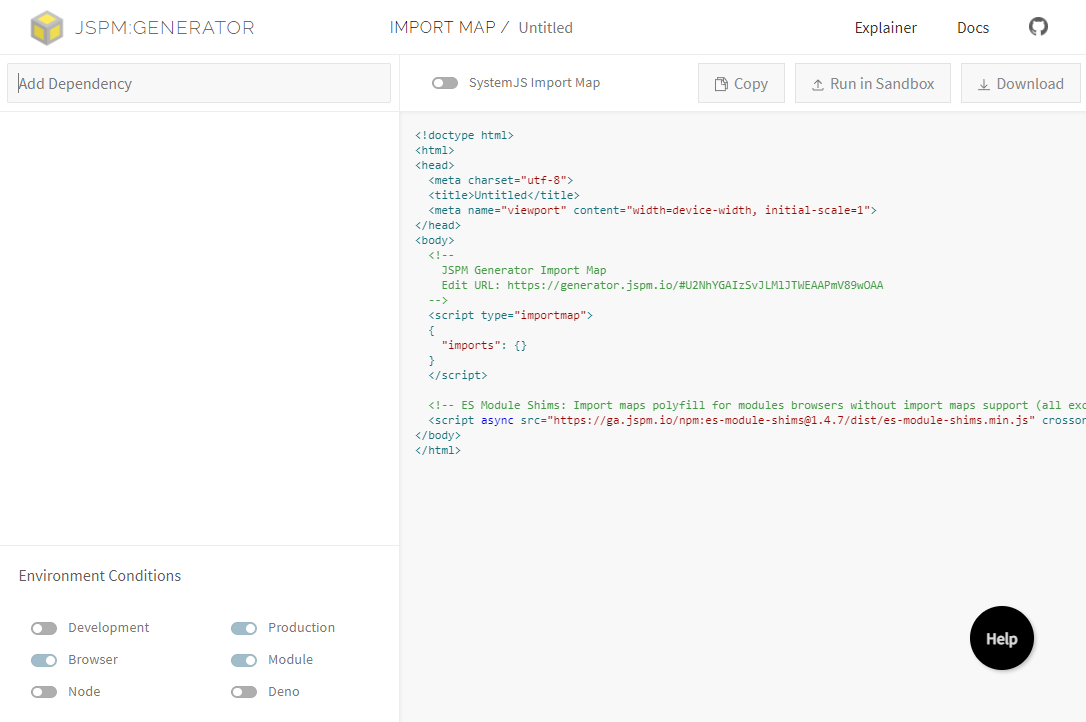 JSPM:GENERATOR
IMPORT MAP / Untitled
Explainer
Docs
Add Dependency
SystemJS Import Map
Copy
Run in Sandbox
Download
<!doctype html>
<html>
<head>
  <meta charset="utf-8">
  <title>Untitled</title>
  <meta name="viewport" content="width=device-width, initial-scale=1">
</head>
<body>
  <!--
    JSPM Generator Import Map
    Edit URL: https://generator.jspm.io/#U2NhYGAIzSvJLMlJTWEAAPmV89wOAA
  -->
  <script type="importmap">
  {
    "imports": {}
  }
  </script>
  <!-- ES Module Shims: Import maps polyfill for modules browsers without import maps support (all exc
  <script async src="https://ga.jspm.io/npm:es-module-shims@1.4.7/dist/es-module-shims.min.js" crossor
</body>
</html>
Environment Conditions
Development
Production
Browser
Module
Node
Deno
Help